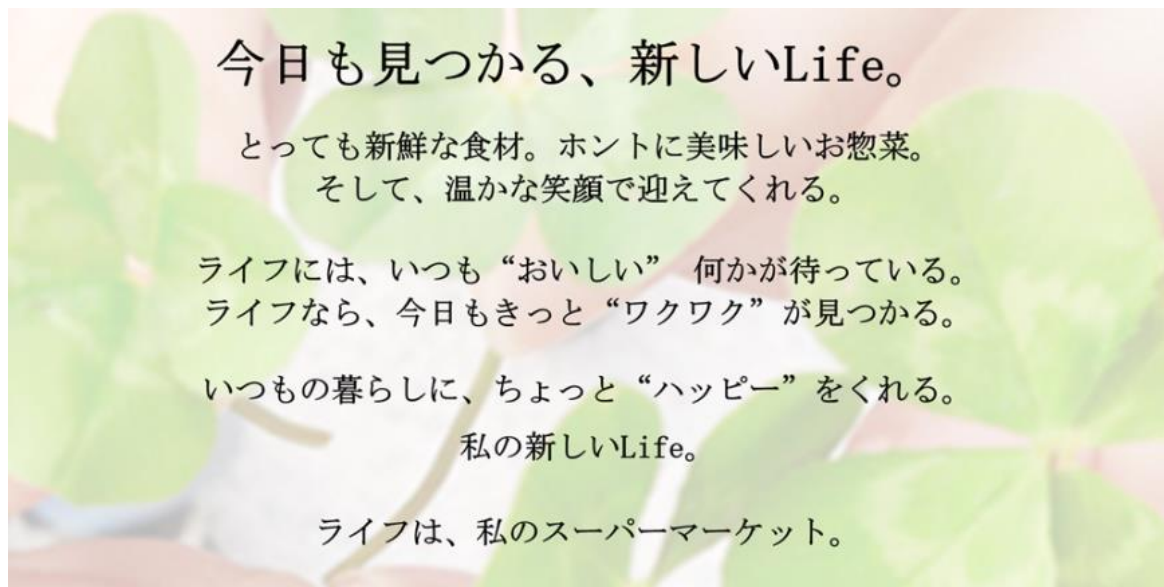 今日も見つかる、新しいLife。
とっても新鮮な食材。ホントに美味しいお惣菜。
そして、温かな笑顔で迎えてくれる。
ライフには、いつも“おいしい” 何かが待っている。
ライフなら、今日もきっと“ワクワク”が見つかる。
いつもの暮らしに、ちょっと“ハッピー”をくれる。
私の新しいLife。
ライフは、私のスーパーマーケット。